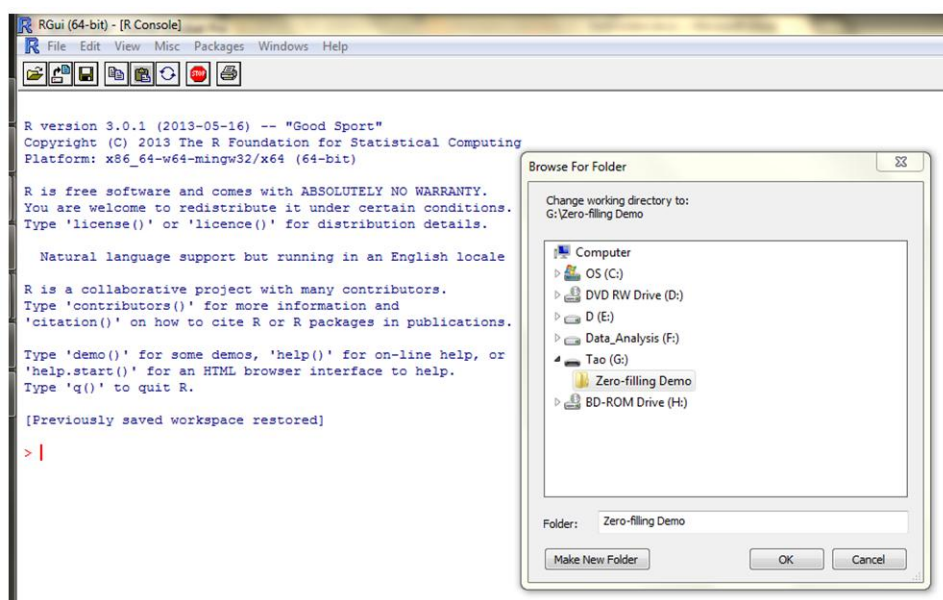 RGui (64-bit) - [R Console]
File Edit View Misc Packages Windows Help
STOP
R version 3.0.1 (2013-05-16) -- "Good Sport"
Copyright (C) 2013 The R Foundation for Statistical Computing
Platform: x86_64-w64-mingw32/x64 (64-bit)
R is free software and comes with ABSOLUTELY NO WARRANTY.
You are welcome to redistribute it under certain conditions.
Type 'license()' or 'licence()' for distribution details.
Natural language support but running in an English locale
R is a collaborative project with many contributors.
Type 'contributors()' for more information and
'citation()' on how to cite R or R packages in publications.
Type 'demo()' for some demos, 'help()' for on-line help, or
'help.start()' for an HTML browser interface to help.
Type 'q()' to quit R.
[Previously saved workspace restored]
>
Browse For Folder
Change working directory to:
G:\Zero-filling Demo
Computer
OS (C:)
DVD RW Drive (D:)
D (E:)
Data_Analysis (F:)
Tao (G:)
Zero-filling Demo
BD-ROM Drive (H:)
Folder: Zero-filling Demo
Make New Folder OK Cancel